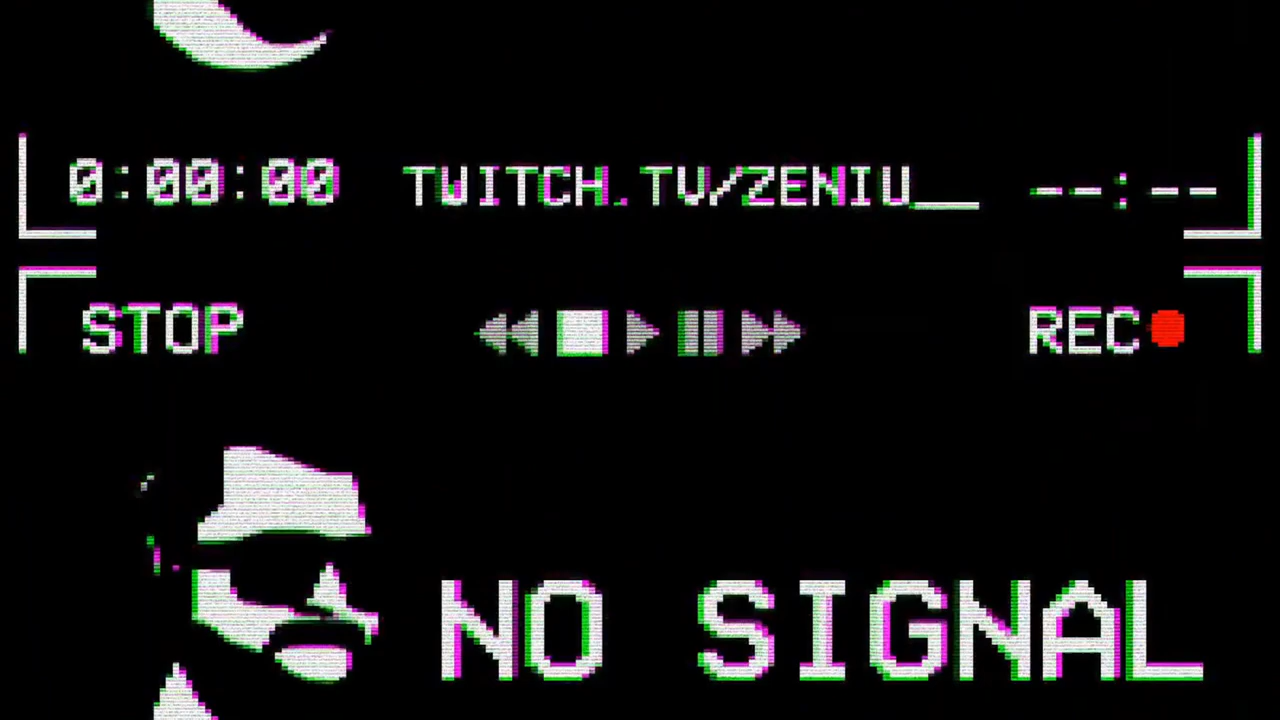 0:00:00 TWITCH.TV/ZENIU__ --:--
STOP REC
NO SIGNAL